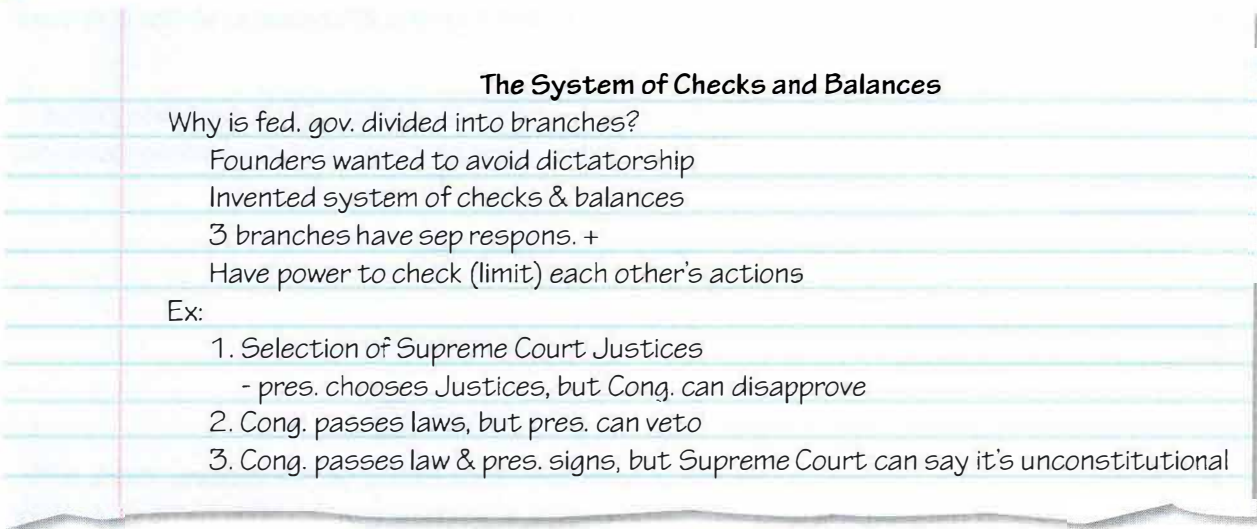 The System of Checks and Balances
Why is fed. gov. divided into branches?
Founders wanted to avoid dictatorship
Invented system of checks & balances
3 branches have sep respons. +
Have power to check (limit) each other's actions
Ex:
1. Selection of Supreme Court Justices
- pres. chooses Justices, but Cong. can disapprove
2. Cong. passes laws, but pres. can veto
3. Cong. passes law & pres. signs, but Supreme Court can say it's unconstitutional